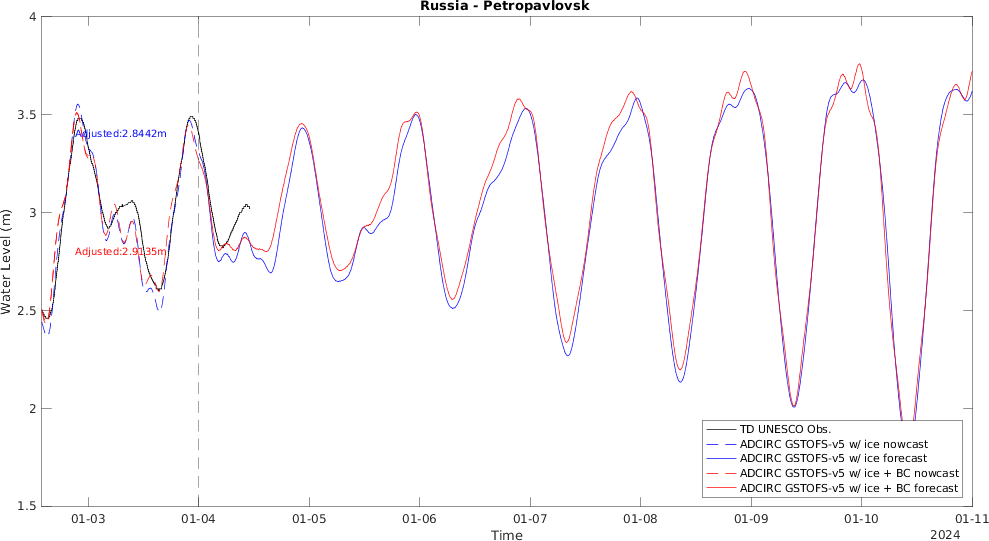 Russia - Petropavlovsk
4
3.5
3
2.5
2
1.5
Water Level (m)
Adjusted:2.8442m
Adjusted:2.9135m
TD UNESCO Obs.
ADCIRC GSTOFS-v5 w/ ice nowcast
ADCIRC GSTOFS-v5 w/ ice forecast
ADCIRC GSTOFS-v5 w/ ice + BC nowcast
ADCIRC GSTOFS-v5 w/ ice + BC forecast
01-03 01-04 01-05 01-06 01-07 01-08 01-09 01-10 01-11
Time
2024